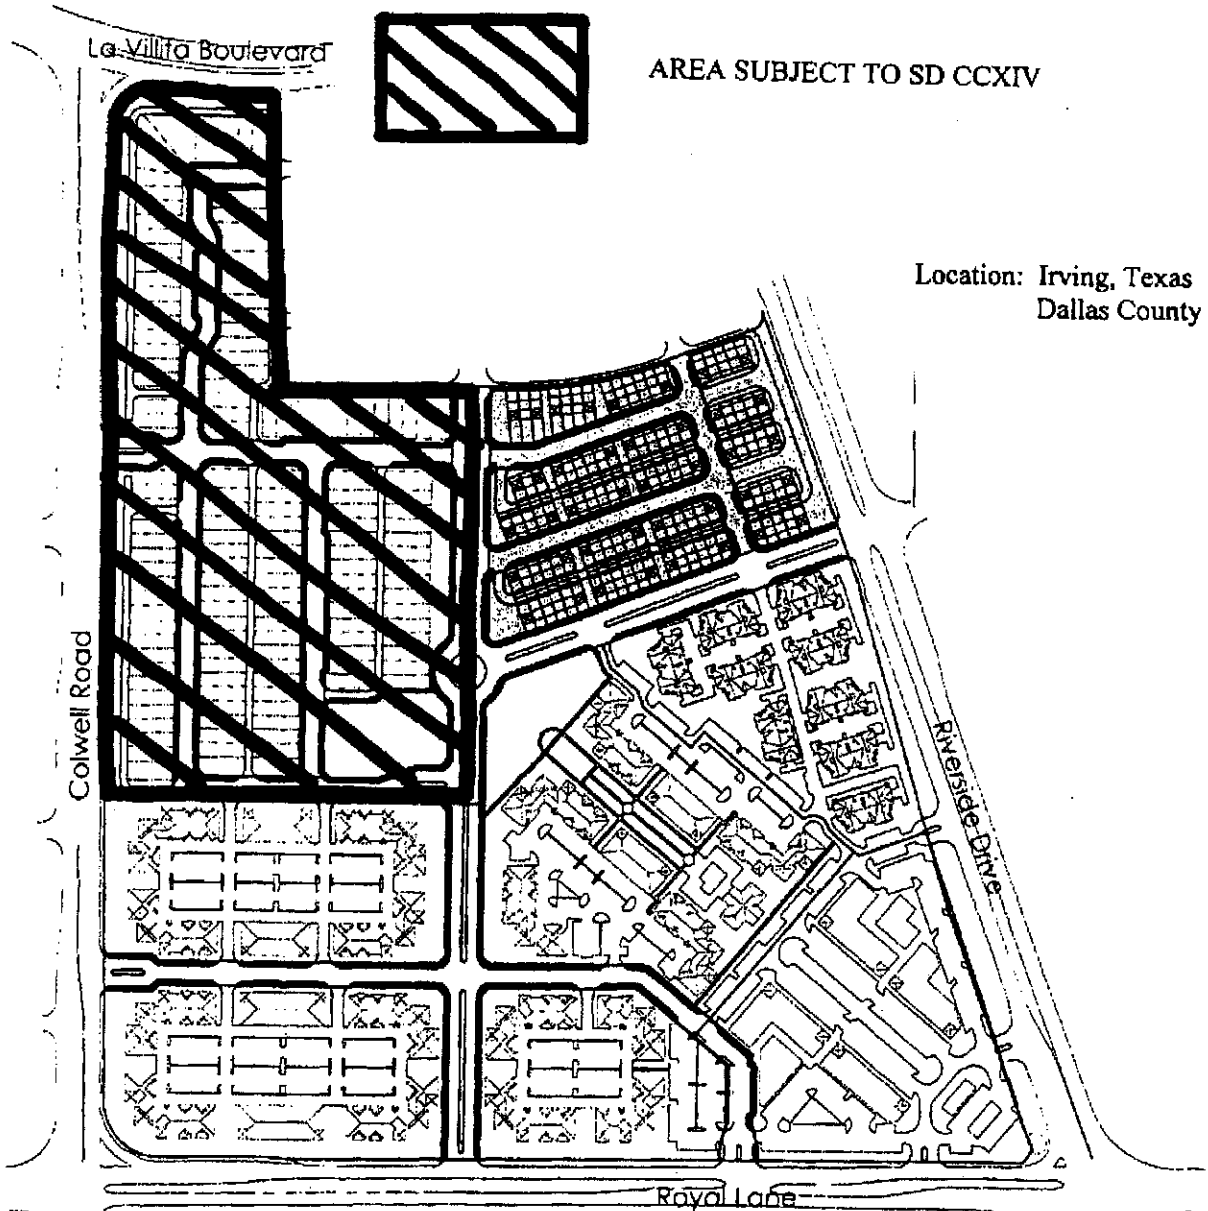 La Villita Boulevard
AREA SUBJECT TO SD CCXIV
Location: Irving, Texas
Dallas County
Colwell Road
Riverside Drive
Royal Lane